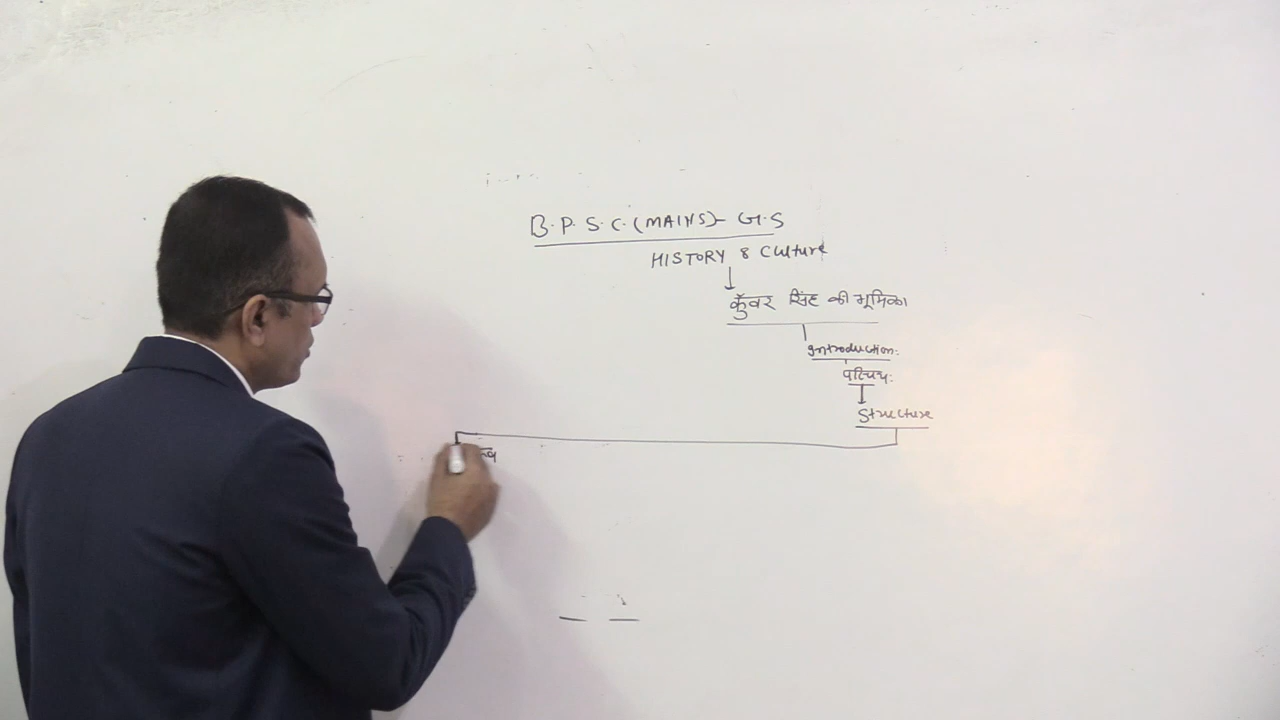 B.P.S.C.(MAINS)- G.S
HISTORY & Culture
कुँवर सिंह की भूमिका
Introduction:
परिचय:
Structure